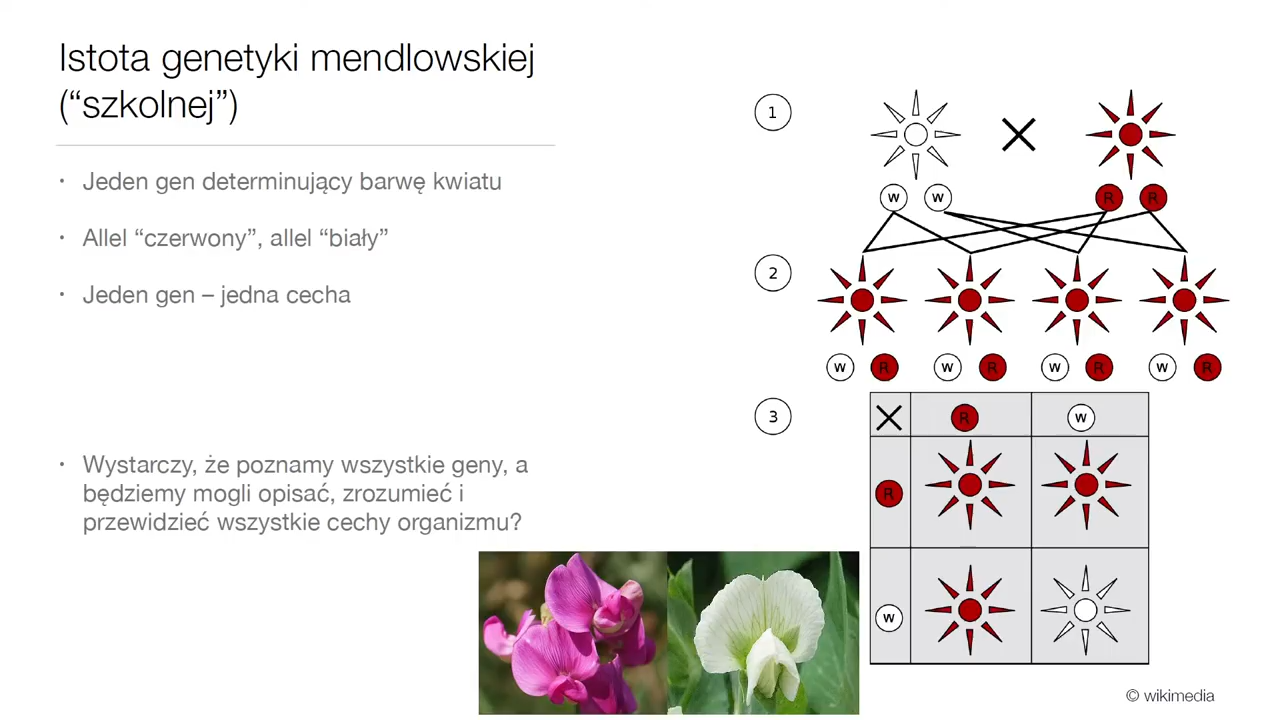 Istota genetyki mendlowskiej
(“szkolnej”)
• Jeden gen determinujący barwę kwiatu
• Allel “czerwony”, allel “biały”
• Jeden gen – jedna cecha
• Wystarczy, że poznamy wszystkie geny, a
będziemy mogli opisać, zrozumieć i
przewidzieć wszystkie cechy organizmu?
1
w w R R
2
w R w R w R w R
3
R w
R
w
© wikimedia